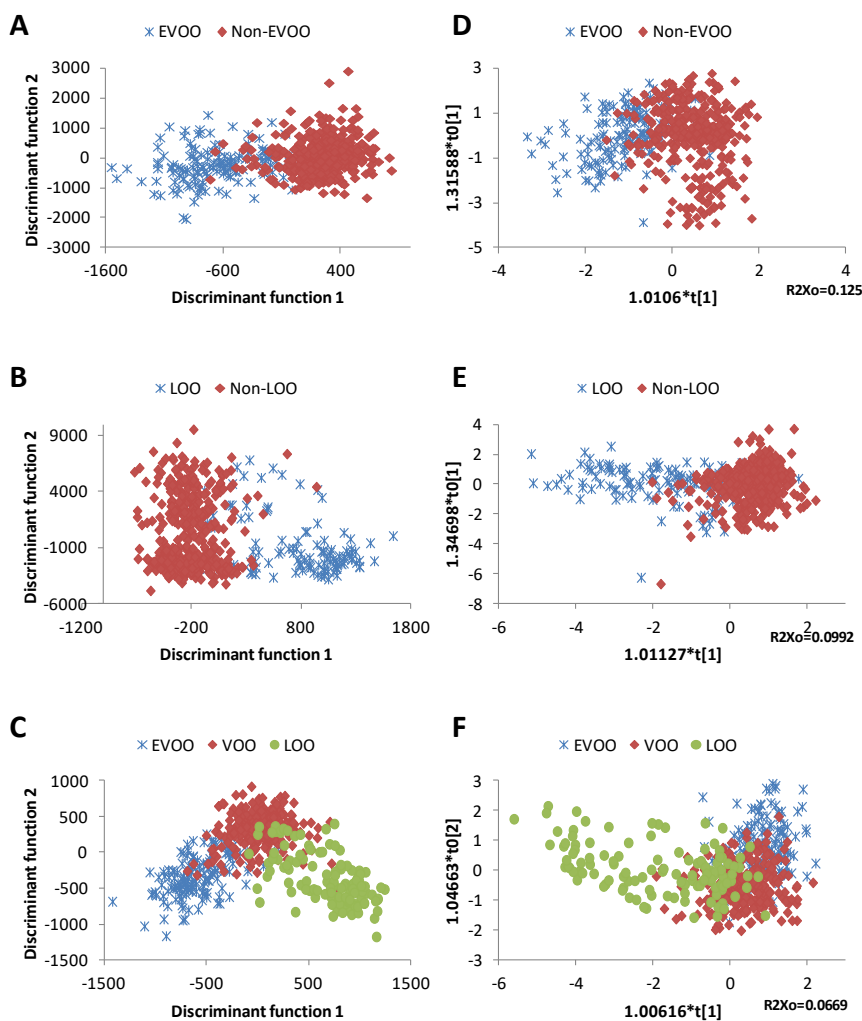 A
EVOO Non-EVOO
Discriminant function 2
3000
2000
1000
0
-1000
-2000
-3000
-1600 -600 400
Discriminant function 1
D
EVOO Non-EVOO
1.31588*t0[1]
3
1
-1
-3
-5
-4 -2 0 2 4
1.0106*t[1]
R2Xo=0.125
B
LOO Non-LOO
Discriminant function 2
9000
4000
-1000
-6000
-1200 -200 800 1800
Discriminant function 1
E
LOO Non-LOO
1.34698*t0[1]
4
2
0
-2
-4
-6
-8
-6 -4 -2 0 2
1.01127*t[1]
R2Xo=0.0992
C
EVOO VOO LOO
Discriminant function 2
1000
500
0
-500
-1000
-1500
-1500 -500 500 1500
Discriminant function 1
F
EVOO VOO LOO
1.04663*t0[2]
3
2
1
0
-1
-2
-3
-6 -4 -2 0 2
1.00616*t[1]
R2Xo=0.0669